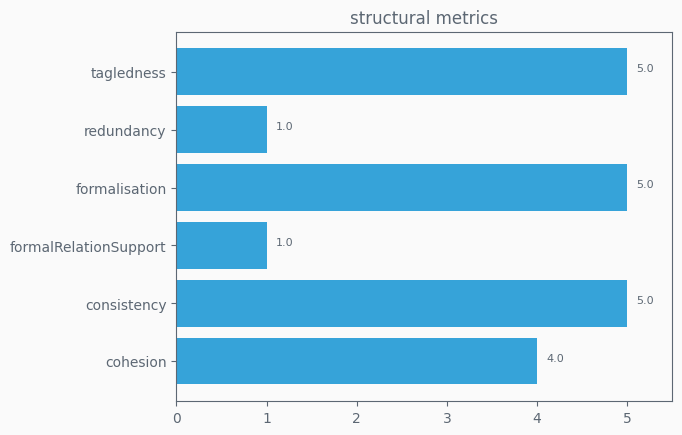 structural metrics
tagledness
5.0
redundancy
1.0
formalisation
5.0
formalRelationSupport
1.0
consistency
5.0
cohesion
4.0
0 1 2 3 4 5